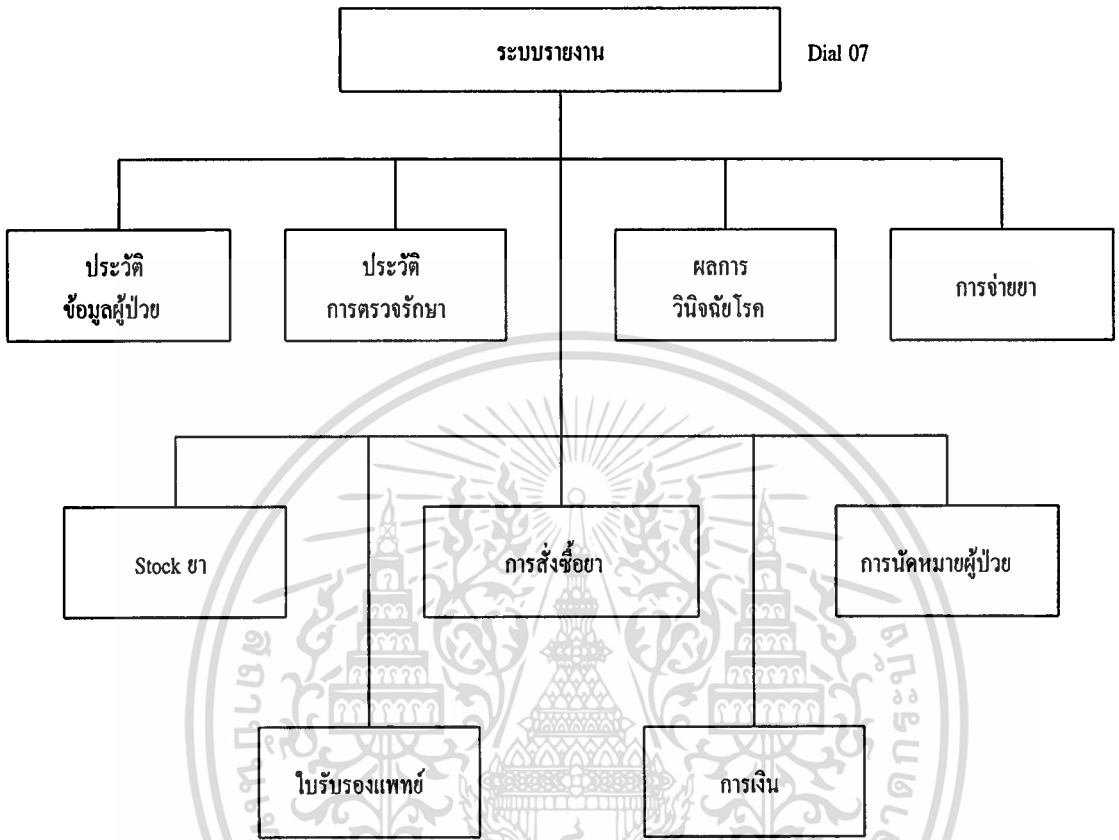 ระบบรายงาน
Dial 07
ประวัติ
ข้อมูลผู้ป่วย
ประวัติ
การตรวจรักษา
ผลการ
วินิจฉัยโรค
การจ่ายยา
Stock ยา
การสั่งซื้อยา
การนัดหมายผู้ป่วย
ใบรับรองแพทย์
การเงิน